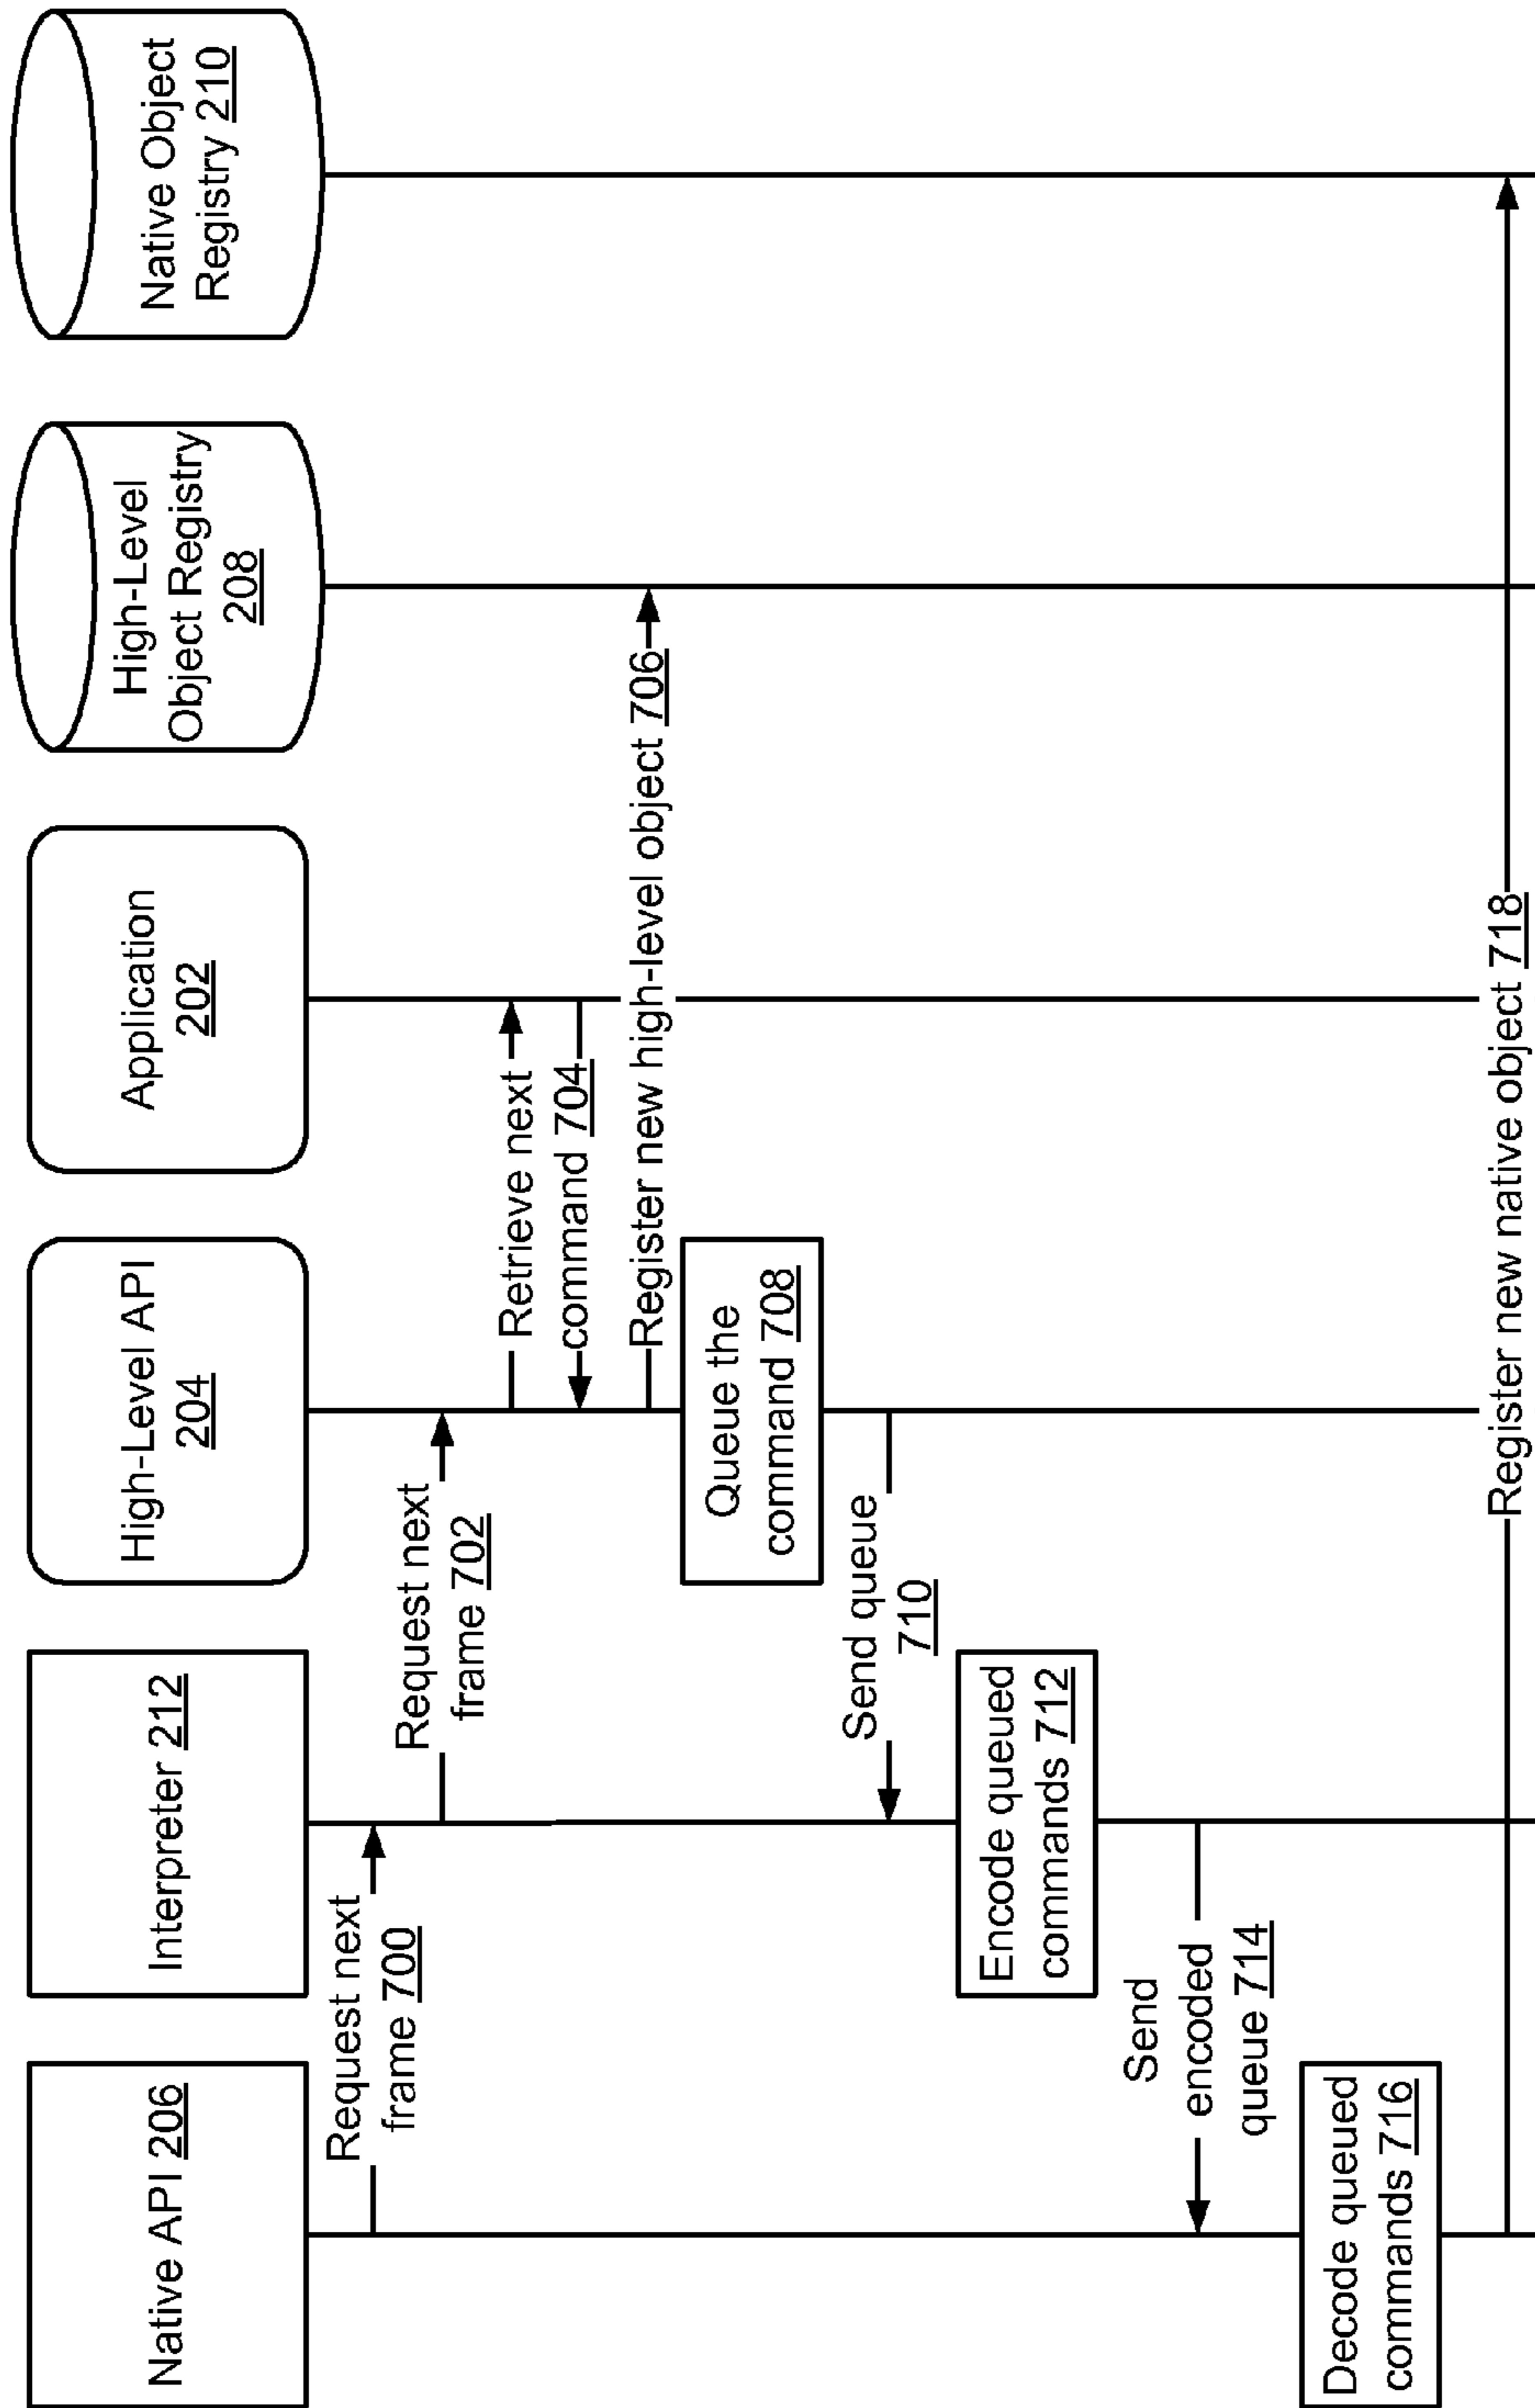 Native API 206
Interpreter 212
High-Level API
204
Application
202
High-Level
Object Registry
208
Native Object
Registry 210
Request next
frame 700
Request next
frame 702
Retrieve next
command 704
Register new high-level object 706
Queue the
command 708
Send queue
710
Encode queued
commands 712
Send
encoded
queue 714
Decode queued
commands 716
Register new native object 718